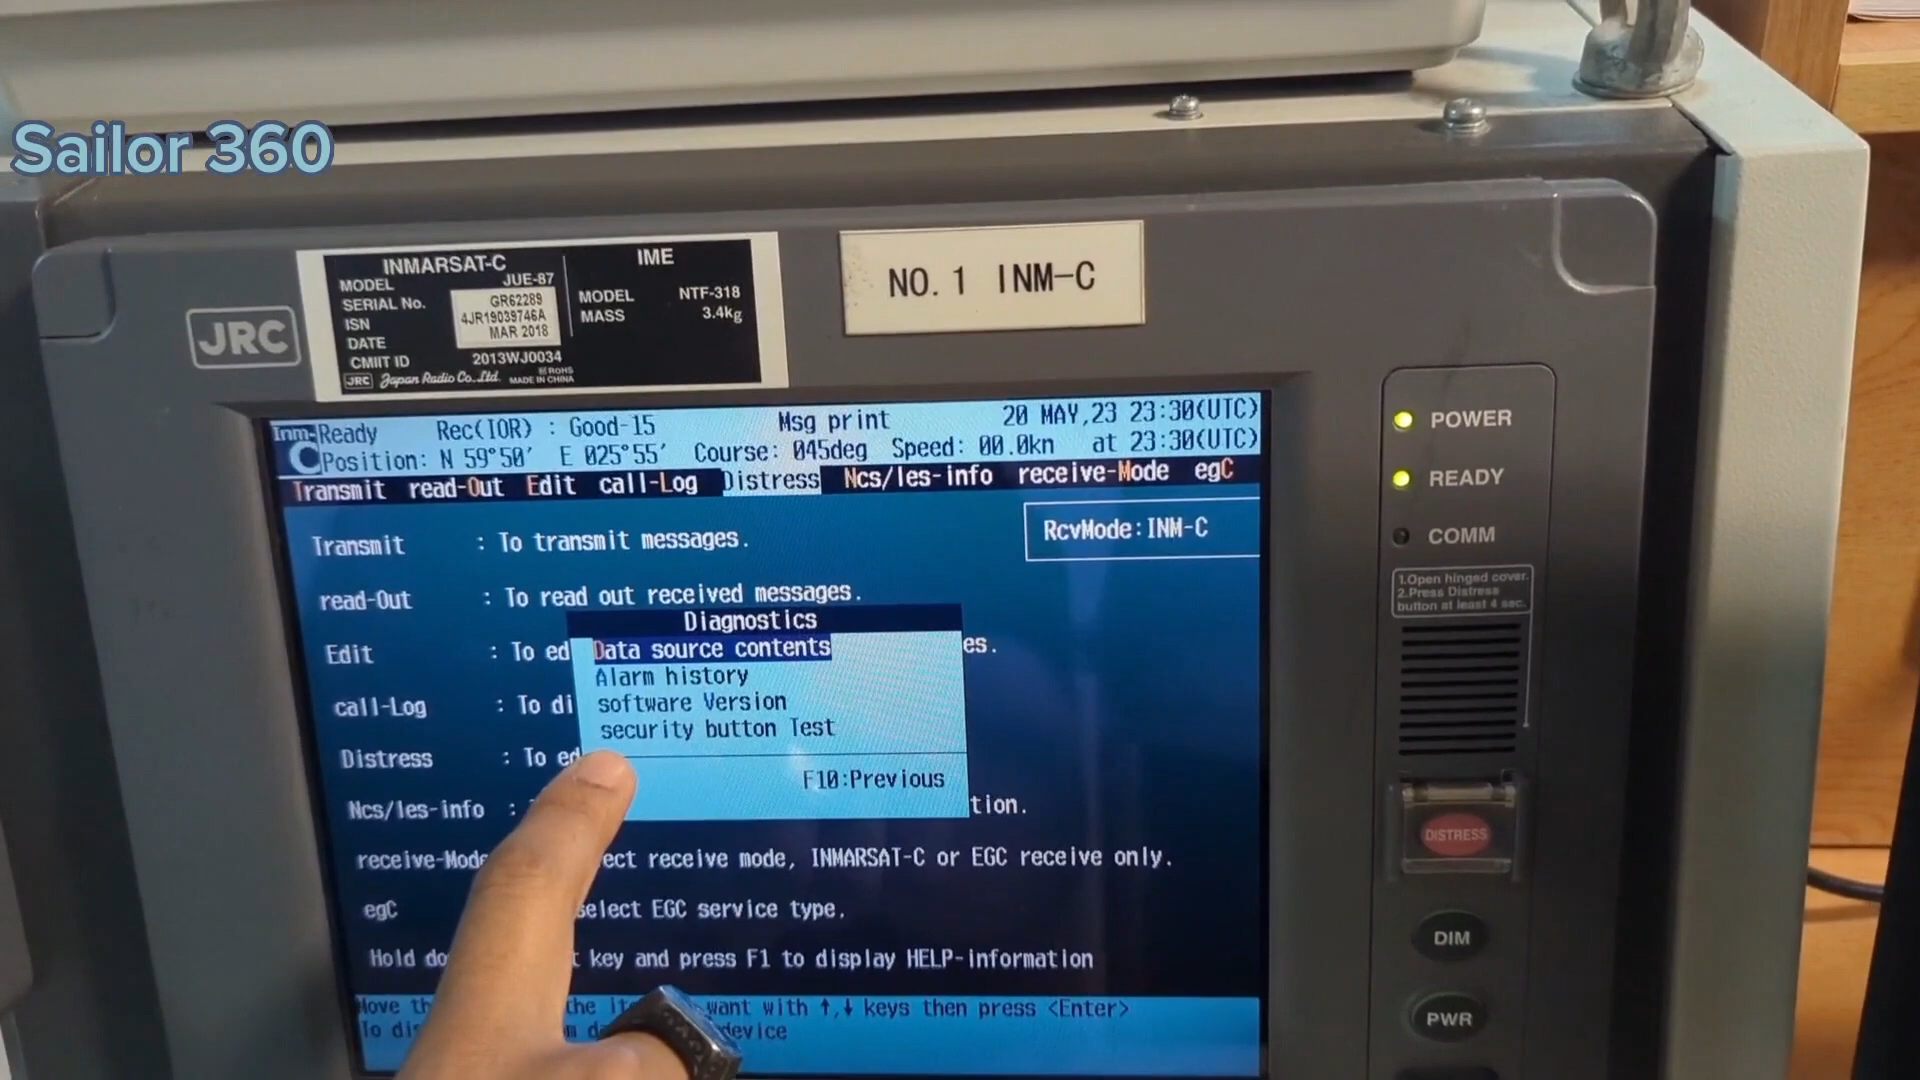 Sailor 360
INMARSAT-C
MODEL JUE-87
SERIAL No. GR62289
ISN 4JR19039746A
DATE MAR 2018
CMIIT ID 2013WJ0034
JRC Japan Radio Co., Ltd. MADE IN CHINA
RoHS
IME
MODEL NTF-318
MASS 3.4kg
NO.1 INM-C
JRC
Inm-C Ready Rec(IOR) : Good-15 Msg print 20 MAY,23 23:30(UTC)
Position: N 59°50' E 025°55' Course: 045deg Speed: 00.0kn at 23:30(UTC)
Transmit read-Out Edit call-Log Distress Ncs/les-info receive-Mode egC
RcvMode:INM-C
Transmit : To transmit messages.
read-Out : To read out received messages.
Edit : To ed es.
call-Log : To di
Distress : To ed
Ncs/les-info : tion.
receive-Mode ect receive mode, INMARSAT-C or EGC receive only.
egC select EGC service type.
Hold do key and press F1 to display HELP-information
Diagnostics
Data source contents
Alarm history
software Version
security button Test
F10:Previous
Move th the it want with ↑,↓ keys then press <Enter>
To dis device
POWER
READY
COMM
1.Open hinged cover.
2.Press Distress
button at least 4 sec.
DISTRESS
DIM
PWR